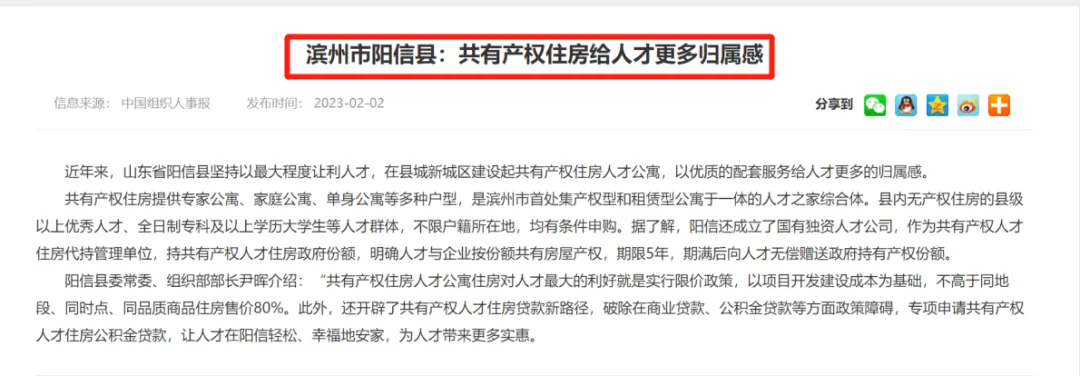 滨州市阳信县：共有产权住房给人才更多归属感
信息来源： 中国组织人事报 发布时间： 2023-02-02 分享到
近年来，山东省阳信县坚持以最大程度让利人才，在县城新城区建设起共有产权住房人才公寓，以优质的配套服务给人才更多的归属感。
共有产权住房提供专家公寓、家庭公寓、单身公寓等多种户型，是滨州市首处集产权型和租赁型公寓于一体的人才之家综合体。县内无产权住房的县级
以上优秀人才、全日制专科及以上学历大学生等人才群体，不限户籍所在地，均有条件申购。据了解，阳信还成立了国有独资人才公司，作为共有产权人才
住房代持管理单位，持共有产权人才住房政府份额，明确人才与企业按份额共有房屋产权，期限5年，期满后向人才无偿赠送政府持有产权份额。
阳信县委常委、组织部部长尹晖介绍：“共有产权住房人才公寓住房对人才最大的利好就是实行限价政策，以项目开发建设成本为基础，不高于同地
段、同时点、同品质商品住房售价80%。此外，还开辟了共有产权人才住房贷款新路径，破除在商业贷款、公积金贷款等方面政策障碍，专项申请共有产权
人才住房公积金贷款，让人才在阳信轻松、幸福地安家，为人才带来更多实惠。